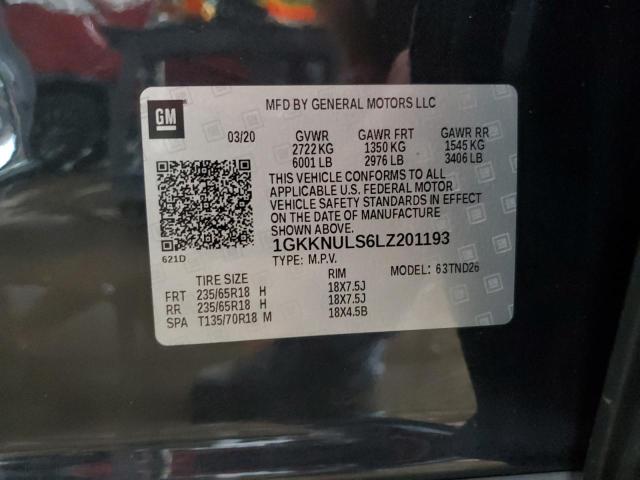 MFD BY GENERAL MOTORS LLC
GM
03/20 GVWR GAWR FRT GAWR RR
2722 KG 1350 KG 1545 KG
6001 LB 2976 LB 3406 LB
THIS VEHICLE CONFORMS TO ALL
APPLICABLE U.S. FEDERAL MOTOR
VEHICLE SAFETY STANDARDS IN EFFECT
ON THE DATE OF MANUFACTURE
SHOWN ABOVE.
1GKKNULS6LZ201193
621D
TYPE: M.P.V. MODEL: 63TND26
TIRE SIZE RIM
FRT 235/65R18 H 18X7.5J
RR 235/65R18 H 18X7.5J
SPA T135/70R18 M 18X4.5B